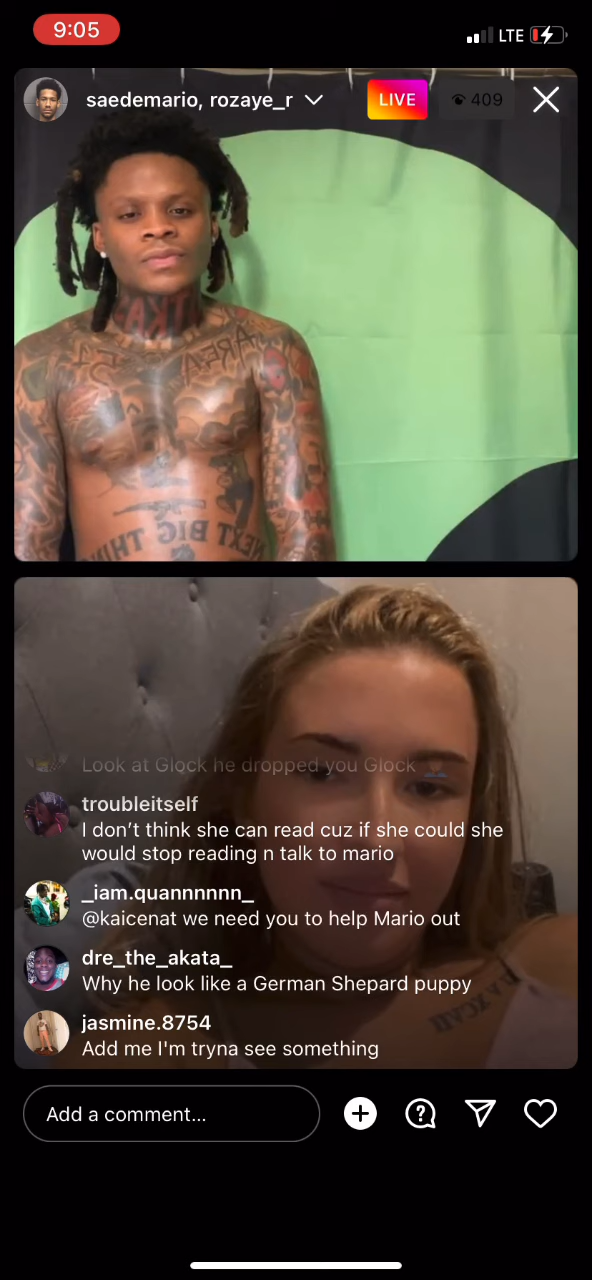 9:05
LTE
saedemario, rozaye_r
LIVE
409
AREA 51
NEXT BIG THIN
Look at Glock he dropped you Glock
troubleitself
I don't think she can read cuz if she could she
would stop reading n talk to mario
_iam.quannnnnn_
@kaicenat we need you to help Mario out
dre_the_akata_
Why he look like a German Shepard puppy
jasmine.8754
Add me I'm tryna see something
Add a comment...